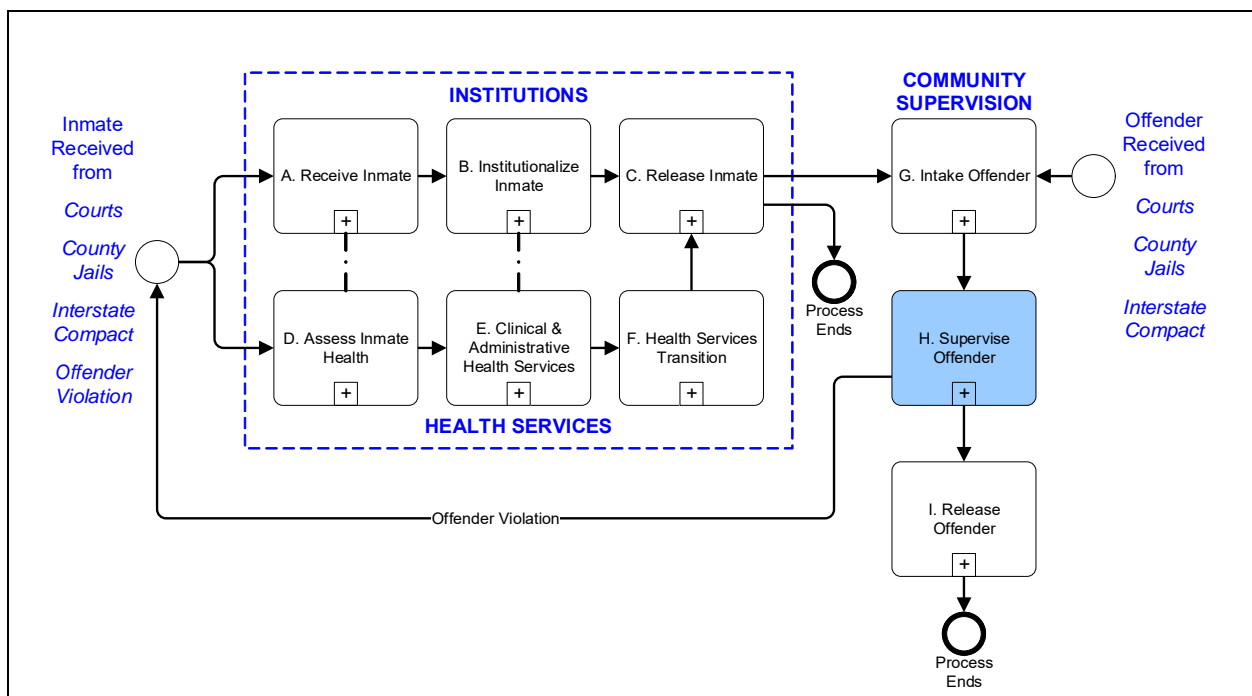 INSTITUTIONS
COMMUNITY
SUPERVISION
Inmate
Received
from
Courts
County
Jails
Interstate
Compact
Offender
Violation
A. Receive Inmate
+
B. Institutionalize
Inmate
+
C. Release Inmate
+
G. Intake Offender
+
Offender
Received
from
Courts
County
Jails
Interstate
Compact
Process
Ends
D. Assess Inmate
Health
+
E. Clinical &
Administrative
Health Services
+
F. Health Services
Transition
+
H. Supervise
Offender
+
HEALTH SERVICES
Offender Violation
I. Release
Offender
+
Process
Ends